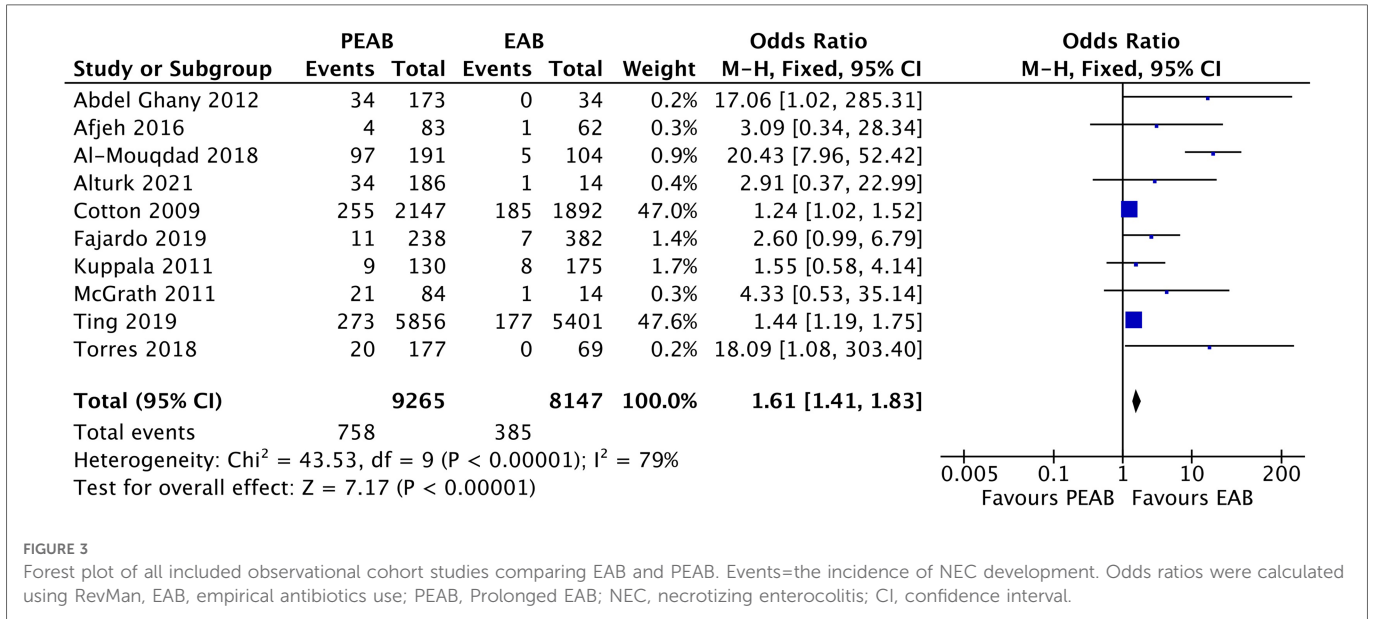 PEAB EAB Odds Ratio Odds Ratio
Study or Subgroup Events Total Events Total Weight M-H, Fixed, 95% CI M-H, Fixed, 95% CI
Abdel Ghany 2012 34 173 0 34 0.2% 17.06 [1.02, 285.31]
Afjeh 2016 4 83 1 62 0.3% 3.09 [0.34, 28.34]
Al-Mouqdad 2018 97 191 5 104 0.9% 20.43 [7.96, 52.42]
Alturk 2021 34 186 1 14 0.4% 2.91 [0.37, 22.99]
Cotton 2009 255 2147 185 1892 47.0% 1.24 [1.02, 1.52]
Fajardo 2019 11 238 7 382 1.4% 2.60 [0.99, 6.79]
Kuppala 2011 9 130 8 175 1.7% 1.55 [0.58, 4.14]
McGrath 2011 21 84 1 14 0.3% 4.33 [0.53, 35.14]
Ting 2019 273 5856 177 5401 47.6% 1.44 [1.19, 1.75]
Torres 2018 20 177 0 69 0.2% 18.09 [1.08, 303.40]
Total (95% CI) 9265 8147 100.0% 1.61 [1.41, 1.83]
Total events 758 385
Heterogeneity: Chi² = 43.53, df = 9 (P < 0.00001); I² = 79%
Test for overall effect: Z = 7.17 (P < 0.00001)
0.005 0.1 1 10 200
Favours PEAB Favours EAB
FIGURE 3
Forest plot of all included observational cohort studies comparing EAB and PEAB. Events=the incidence of NEC development. Odds ratios were calculated
using RevMan, EAB, empirical antibiotics use; PEAB, Prolonged EAB; NEC, necrotizing enterocolitis; CI, confidence interval.